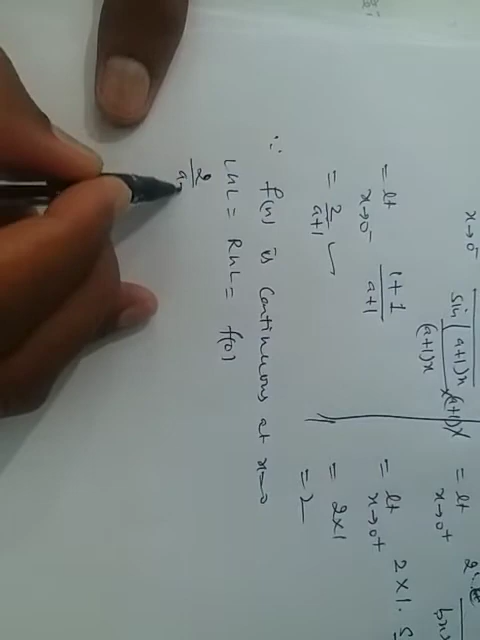 x→0⁻
sin(a+1)x
(a+1)x
x(a+1)
= lt
x→0⁻
1+1
a+1
= 2
a+1
= lt
x→0⁺
= lt
x→0⁺
2×1.
= 2×1
= 2
∵ f(x) is continuous at x=0
LHL = RHL = f(0)
2
a